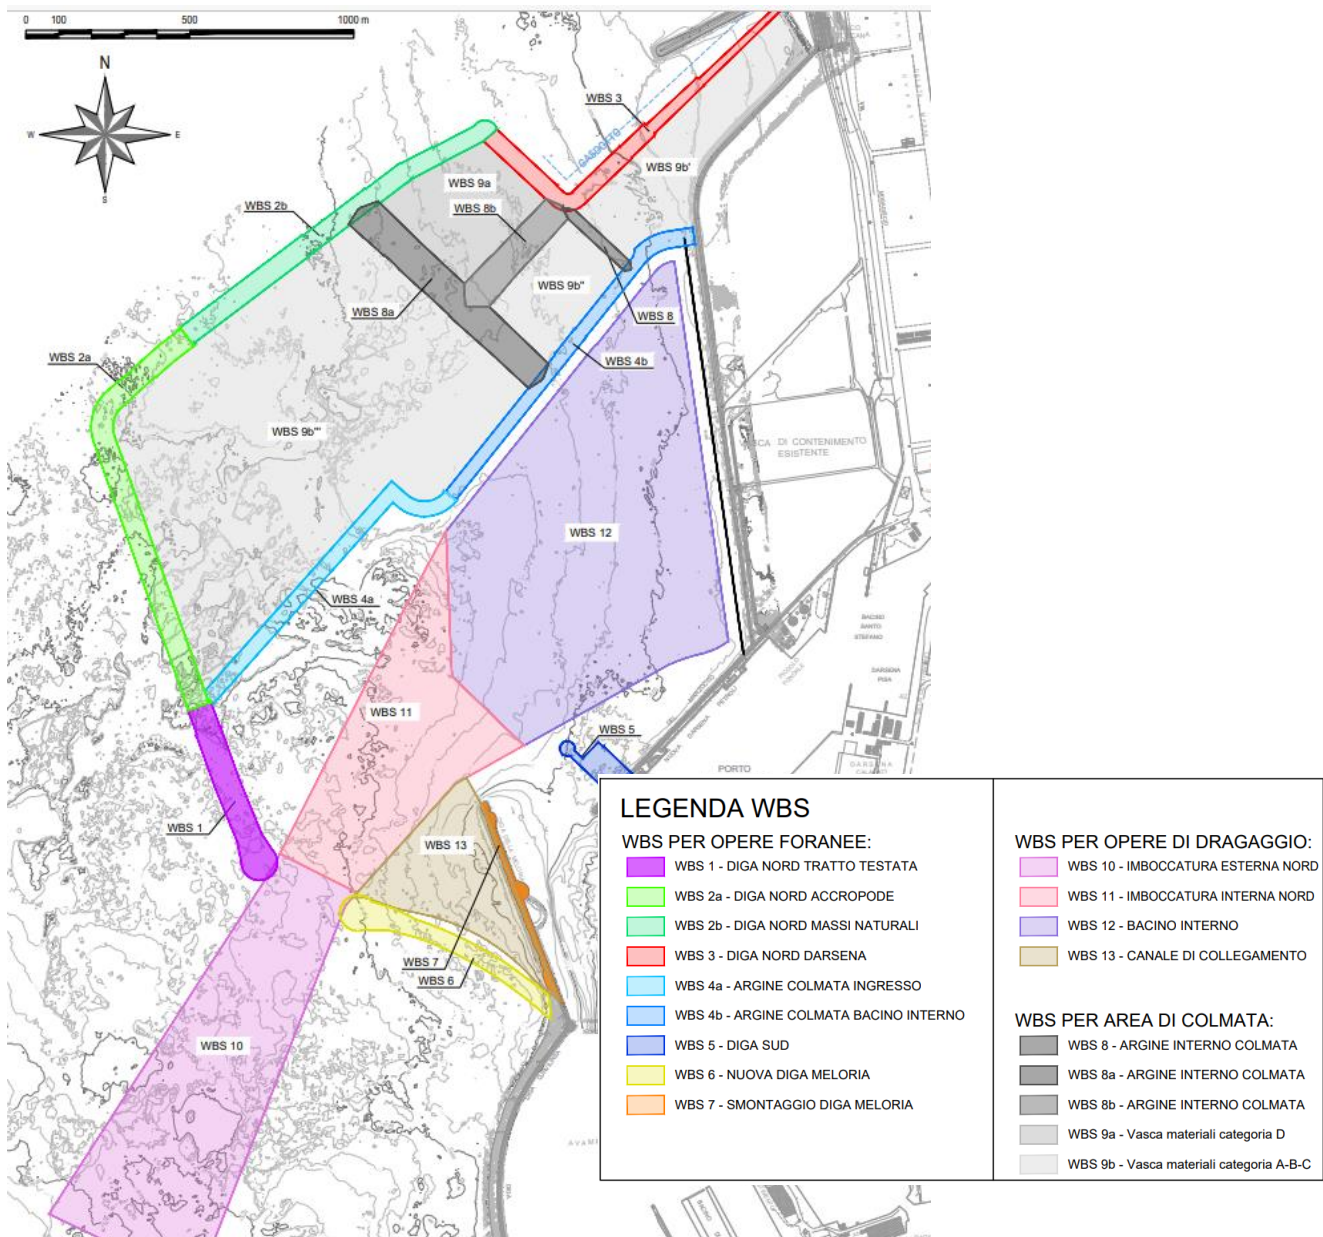 0 100 500 1000 m
N
W E
S
WBS 3
GASDOTTO
WBS 9b'
WBS 9a
WBS 2b
WBS 8b
WBS 9b''
WBS 8a
WBS 8
WBS 4b
WBS 2a
WBS 9b'''
VASCA DI CONTENIMENTO
ESISTENTE
WBS 12
WBS 4a
BACINO
SANTO
STEFANO
DARSENA
PISA
WBS 11
WBS 5
PORTO
WBS 1
WBS 13
WBS 7
WBS 6
WBS 10
LEGENDA WBS
WBS PER OPERE FORANEE:
WBS 1 - DIGA NORD TRATTO TESTATA
WBS 2a - DIGA NORD ACCROPODE
WBS 2b - DIGA NORD MASSI NATURALI
WBS 3 - DIGA NORD DARSENA
WBS 4a - ARGINE COLMATA INGRESSO
WBS 4b - ARGINE COLMATA BACINO INTERNO
WBS 5 - DIGA SUD
WBS 6 - NUOVA DIGA MELORIA
WBS 7 - SMONTAGGIO DIGA MELORIA
WBS PER OPERE DI DRAGAGGIO:
WBS 10 - IMBOCCATURA ESTERNA NORD
WBS 11 - IMBOCCATURA INTERNA NORD
WBS 12 - BACINO INTERNO
WBS 13 - CANALE DI COLLEGAMENTO
WBS PER AREA DI COLMATA:
WBS 8 - ARGINE INTERNO COLMATA
WBS 8a - ARGINE INTERNO COLMATA
WBS 8b - ARGINE INTERNO COLMATA
WBS 9a - Vasca materiali categoria D
WBS 9b - Vasca materiali categoria A-B-C